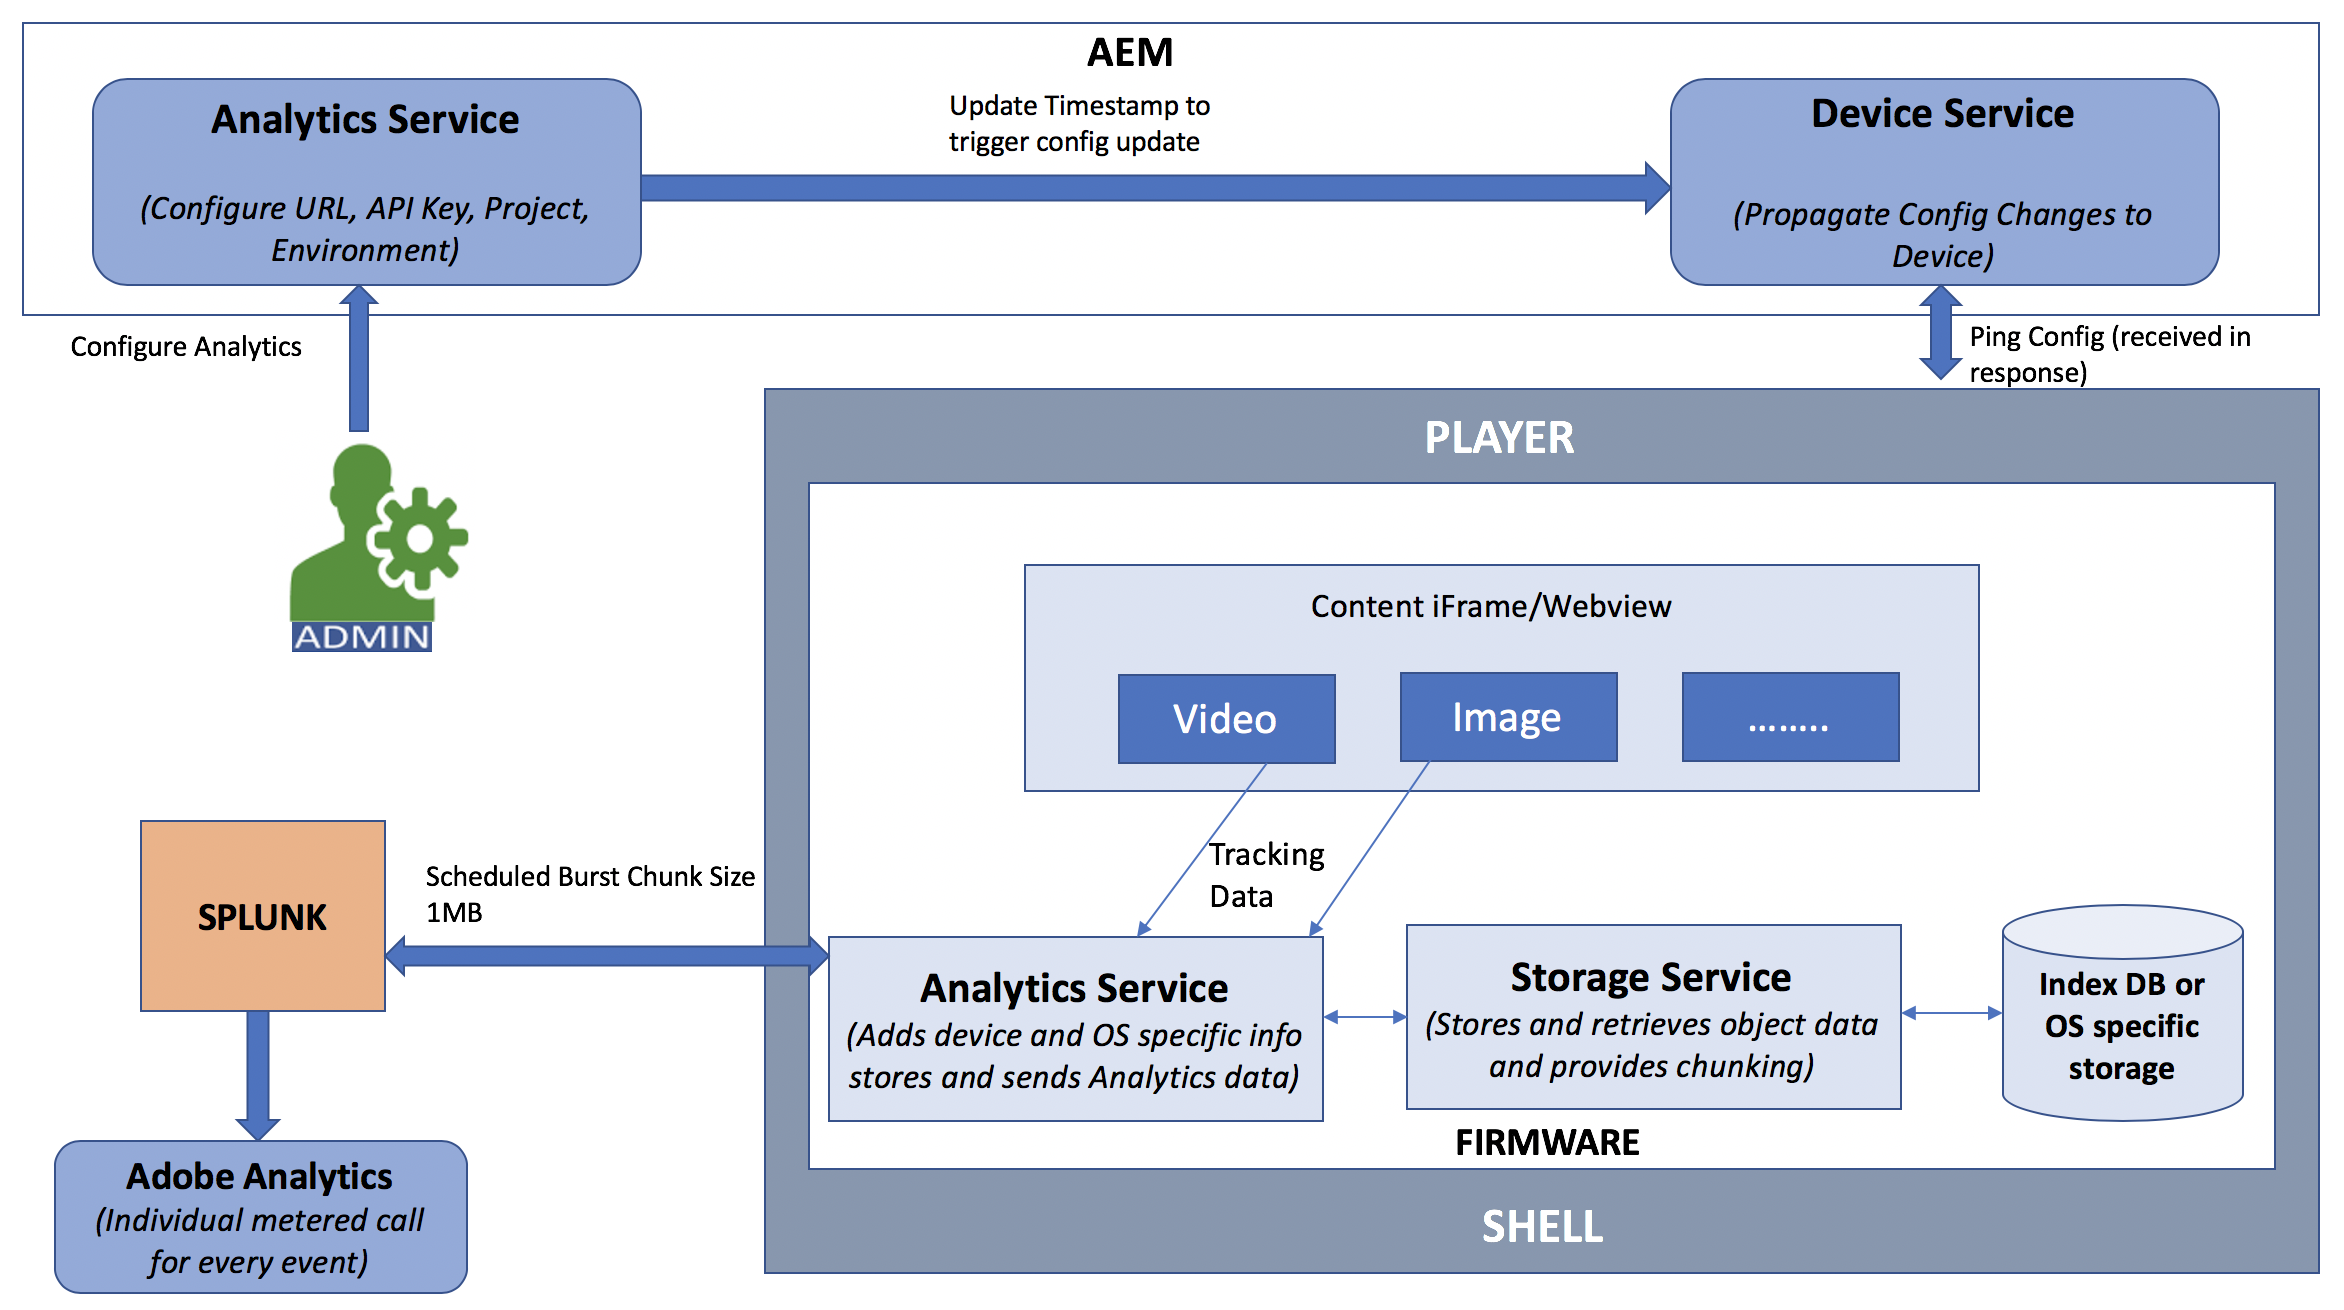 AEM
Analytics Service
(Configure URL, API Key, Project,
Environment)
Update Timestamp to
trigger config update
Device Service
(Propagate Config Changes to
Device)
Configure Analytics
Ping Config (received in
response)
ADMIN
PLAYER
Content iFrame/Webview
Video
Image
........
Tracking
Data
SPLUNK
Scheduled Burst Chunk Size
1MB
Analytics Service
(Adds device and OS specific info
stores and sends Analytics data)
Storage Service
(Stores and retrieves object data
and provides chunking)
Index DB or
OS specific
storage
FIRMWARE
SHELL
Adobe Analytics
(Individual metered call
for every event)